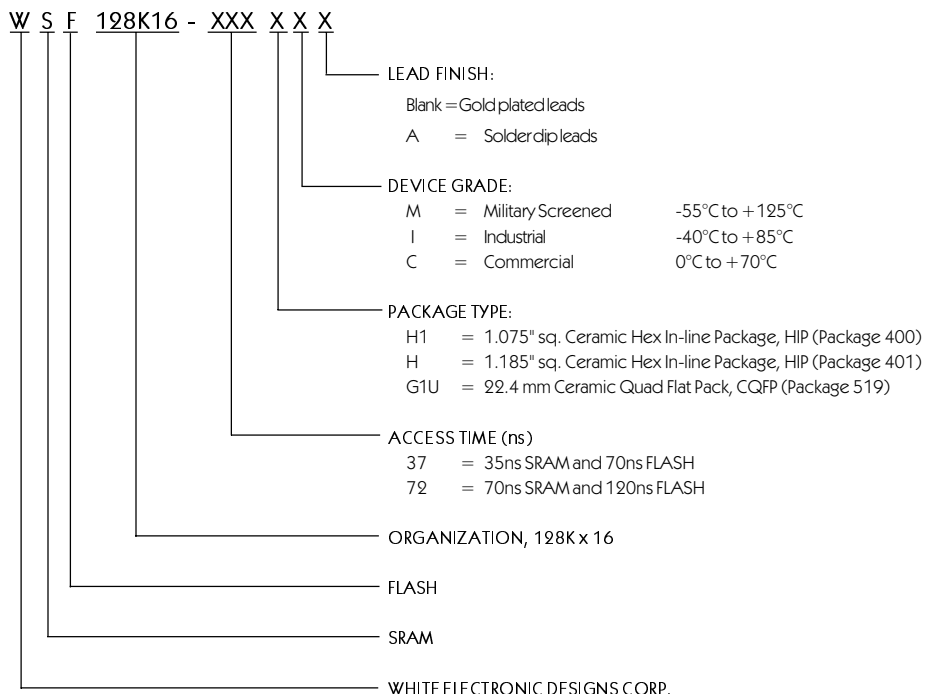 W S F 128K16 - XXX X X X
LEAD FINISH:
Blank = Gold plated leads
A = Solder dip leads
DEVICE GRADE:
M = Military Screened -55°C to +125°C
I = Industrial -40°C to +85°C
C = Commercial 0°C to +70°C
PACKAGE TYPE:
H1 = 1.075" sq. Ceramic Hex In-line Package, HIP (Package 400)
H = 1.185" sq. Ceramic Hex In-line Package, HIP (Package 401)
G1U = 22.4 mm Ceramic Quad Flat Pack, CQFP (Package 519)
ACCESS TIME (ns)
37 = 35ns SRAM and 70ns FLASH
72 = 70ns SRAM and 120ns FLASH
ORGANIZATION, 128K x 16
FLASH
SRAM
WHITE ELECTRONIC DESIGNS CORP.